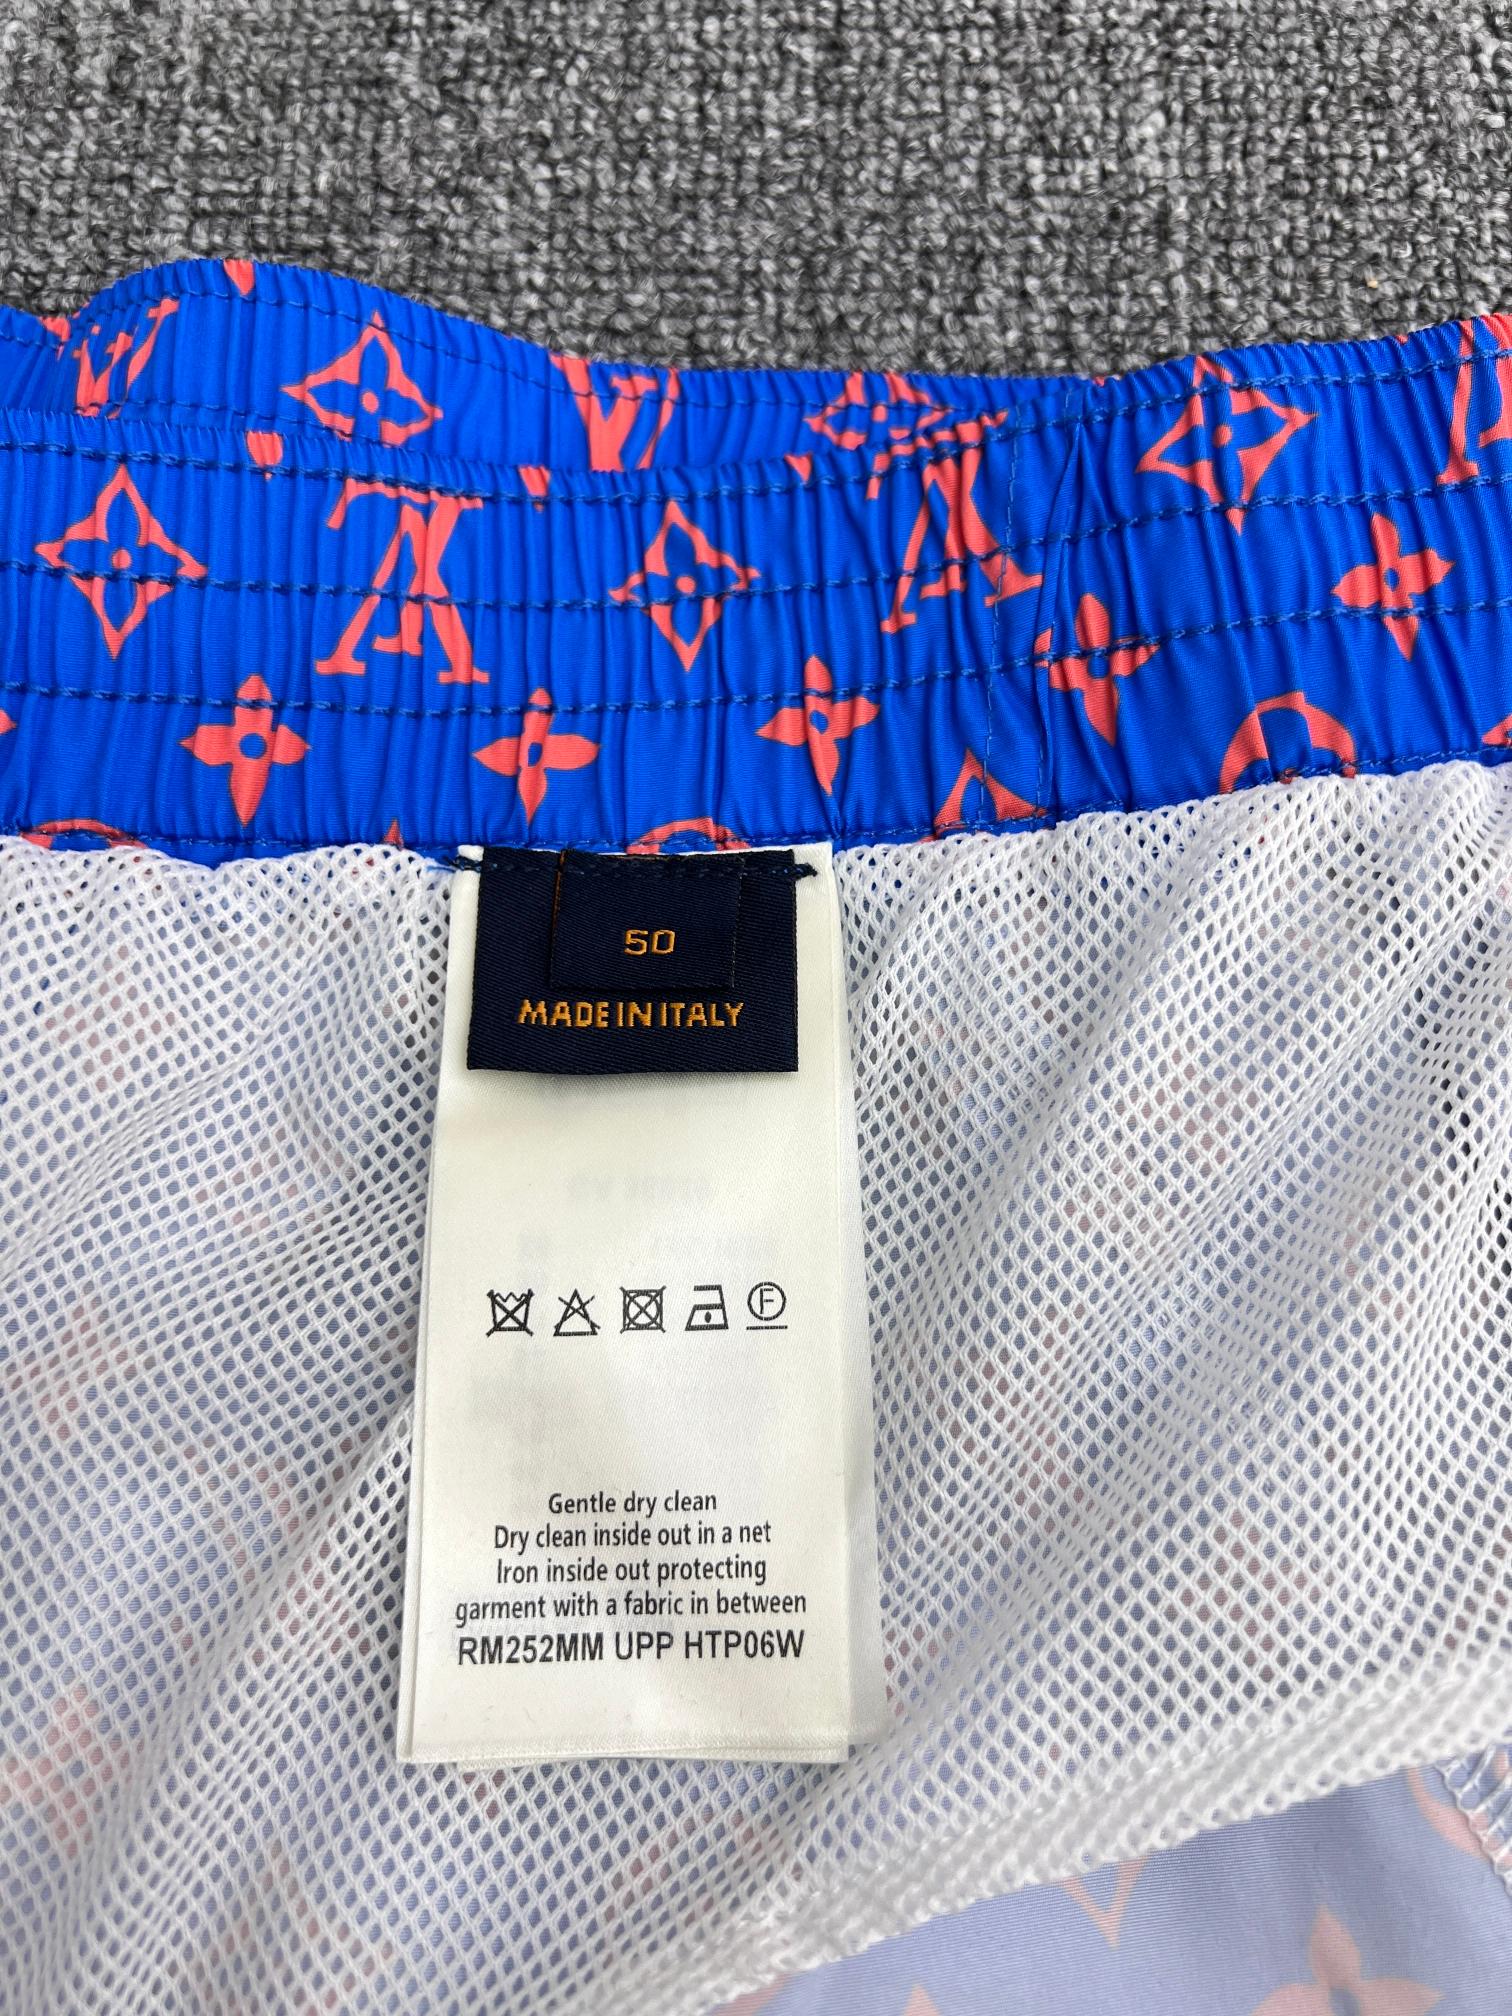 50
MADE IN ITALY
F
Gentle dry clean
Dry clean inside out in a net
Iron inside out protecting
garment with a fabric in between
RM252MM UPP HTP06W